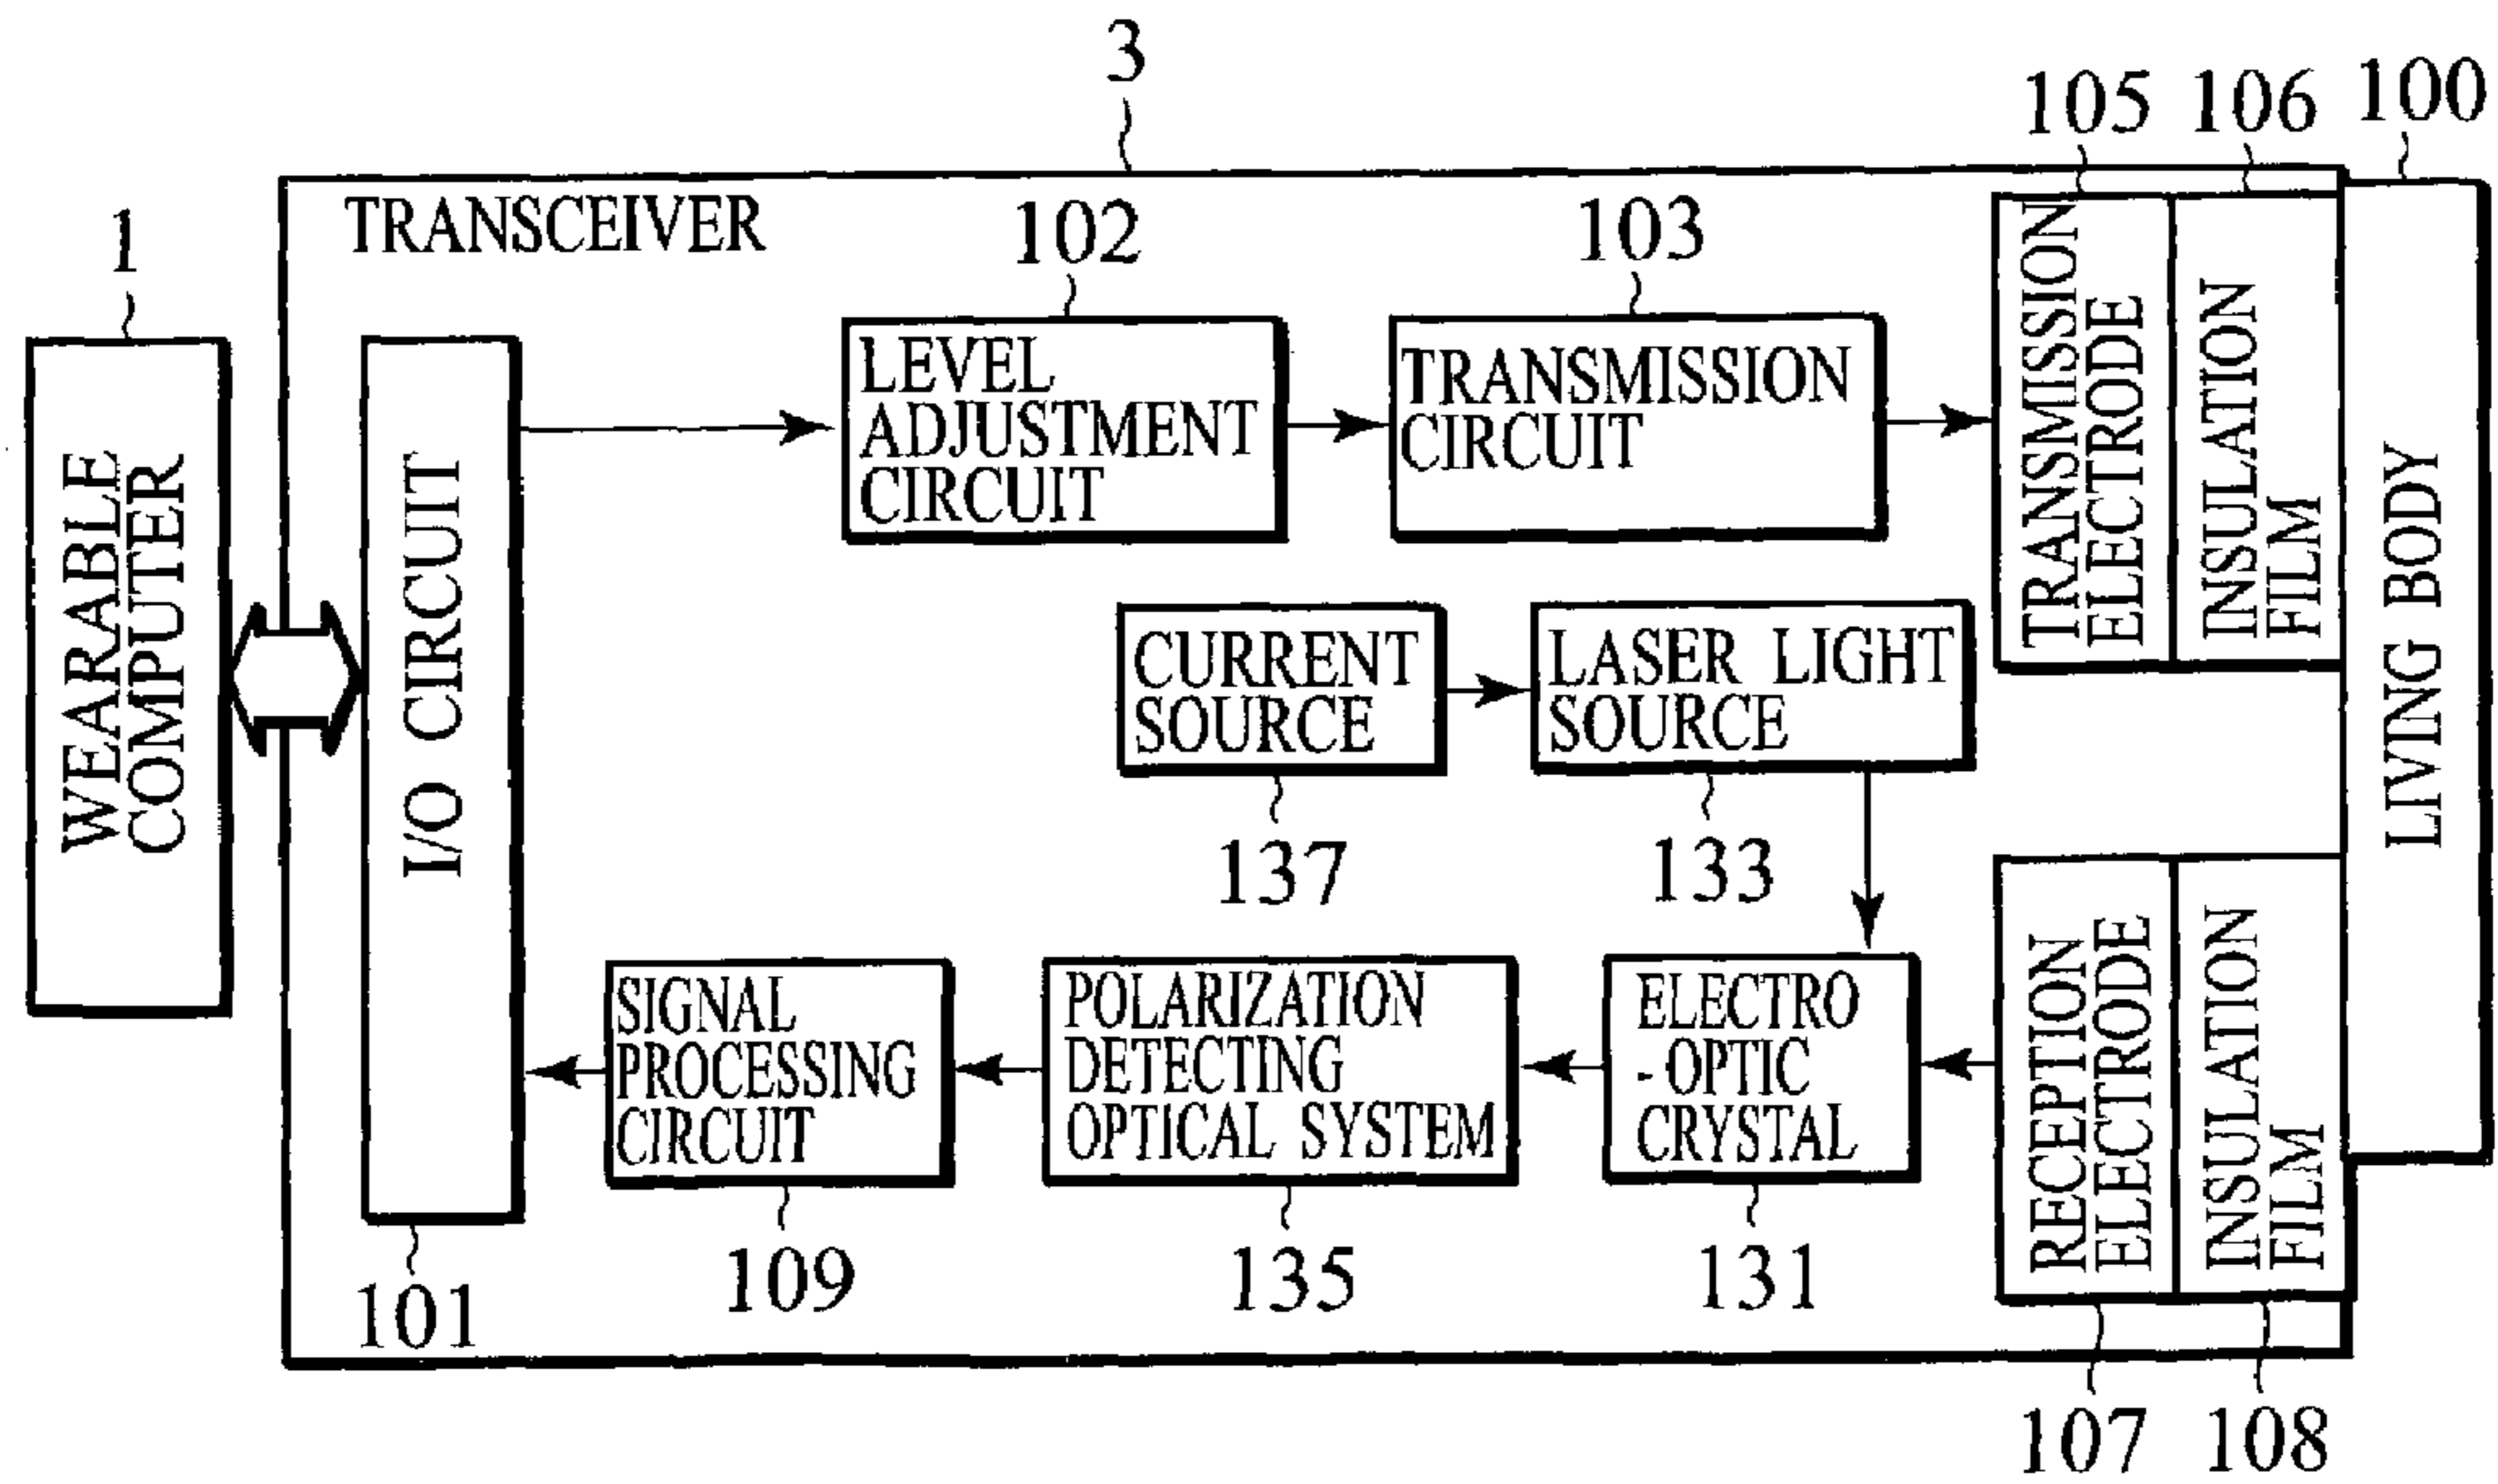 3
105 106 100
TRANSCEIVER
1
102
103
WEARABLE
COMPUTER
I/O CIRCUIT
LEVEL
ADJUSTMENT
CIRCUIT
TRANSMISSION
CIRCUIT
TRANSMISSION
ELECTRODE
INSULATION
FILM
LIVING BODY
CURRENT
SOURCE
LASER LIGHT
SOURCE
137
133
SIGNAL
PROCESSING
CIRCUIT
POLARIZATION
DETECTING
OPTICAL SYSTEM
ELECTRO
-OPTIC
CRYSTAL
RECEPTION
ELECTRODE
INSULATION
FILM
101
109
135
131
107 108